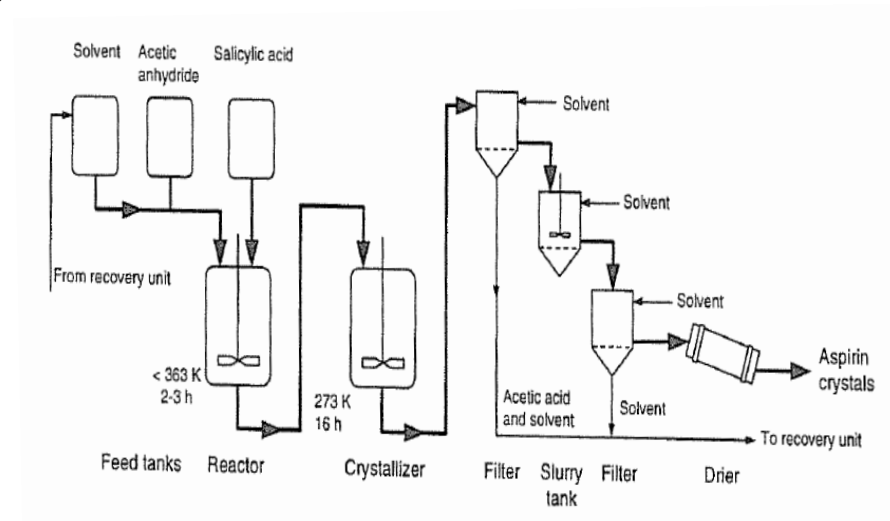 Solvent
Acetic
anhydride
Salicylic acid
Solvent
Solvent
From recovery unit
Solvent
< 363 K
2-3 h
273 K
16 h
Acetic acid
and solvent
Solvent
Aspirin
crystals
To recovery unit
Feed tanks
Reactor
Crystallizer
Filter
Slurry
tank
Filter
Drier